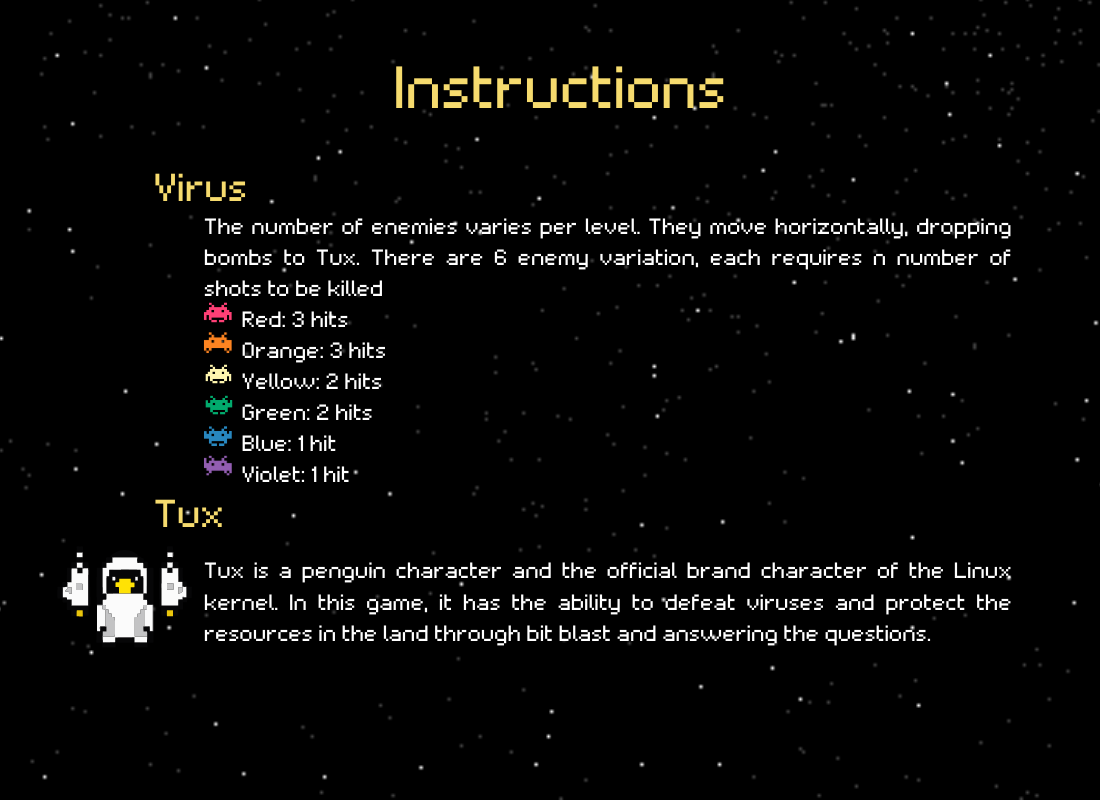 Instructions
Virus
The number of enemies varies per level. They move horizontally, dropping
bombs to Tux. There are 6 enemy variation, each requires n number of
shots to be killed
Red: 3 hits
Orange: 3 hits
Yellow: 2 hits
Green: 2 hits
Blue: 1 hit
Violet: 1 hit
Tux
Tux is a penguin character and the official brand character of the Linux
kernel. In this game, it has the ability to defeat viruses and protect the
resources in the land through bit blast and answering the questions.